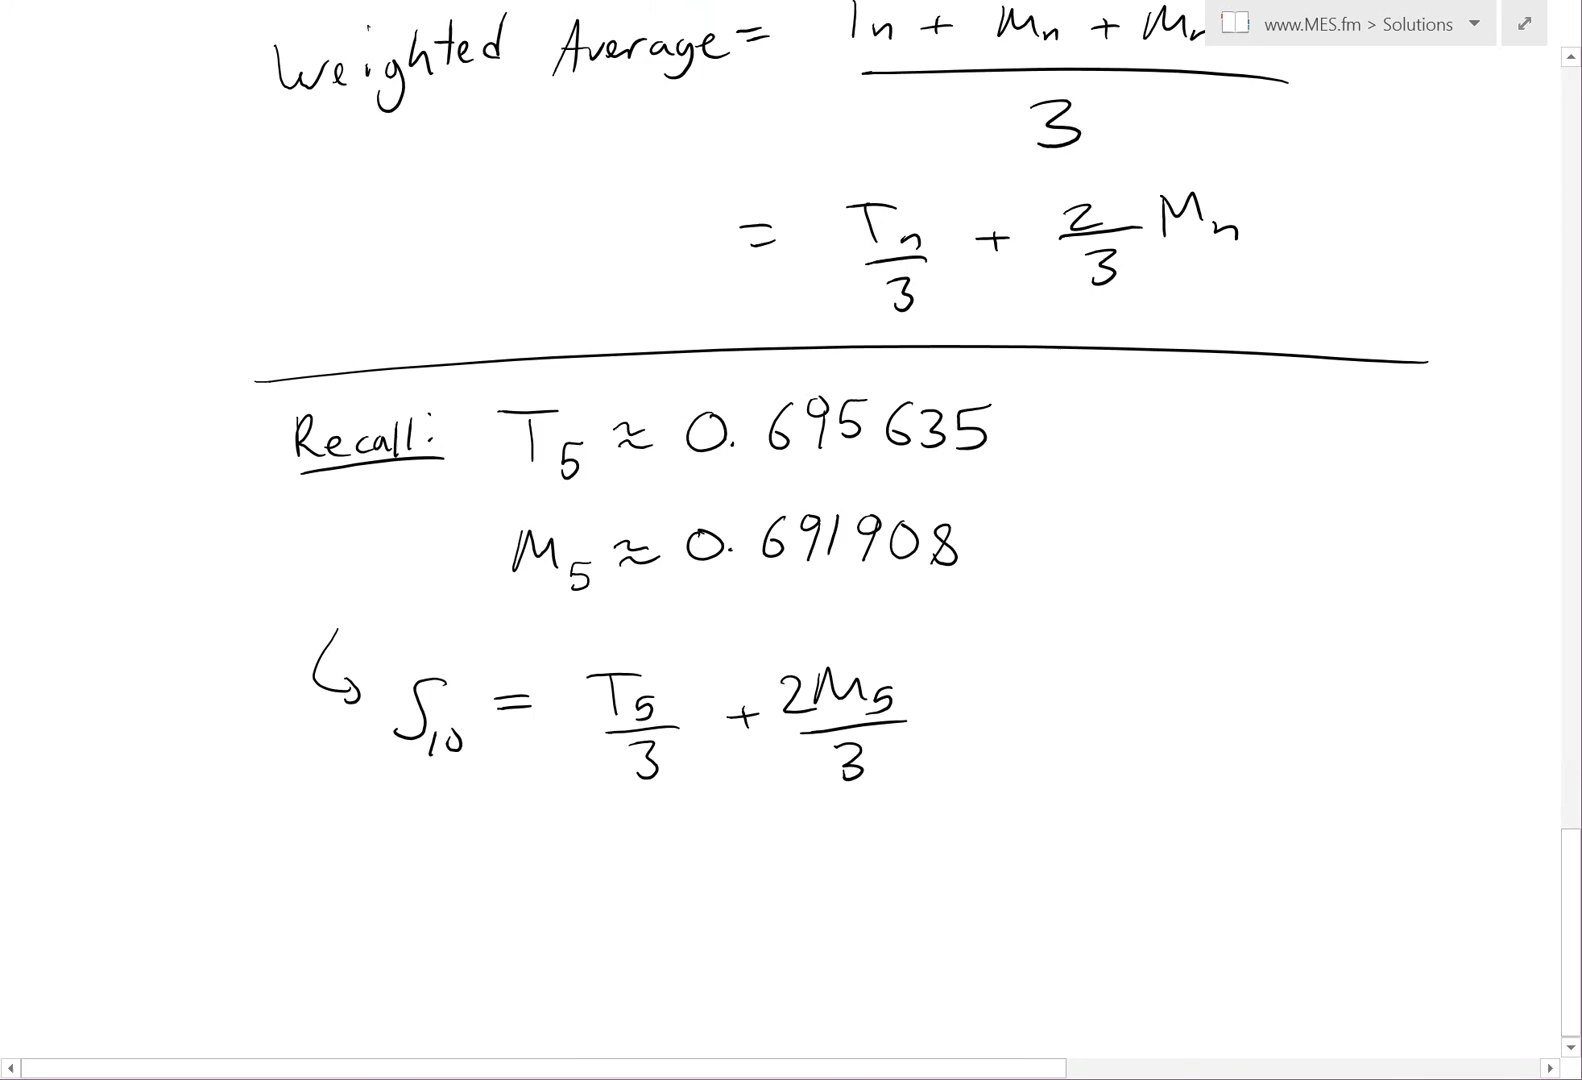 www.MES.fm > Solutions
Weighted Average = (Tn + Mn + Mn) / 3
= Tn/3 + 2/3 Mn
Recall: T5 ≈ 0.695635
M5 ≈ 0.691908
↳ S10 = T5/3 + 2M5/3